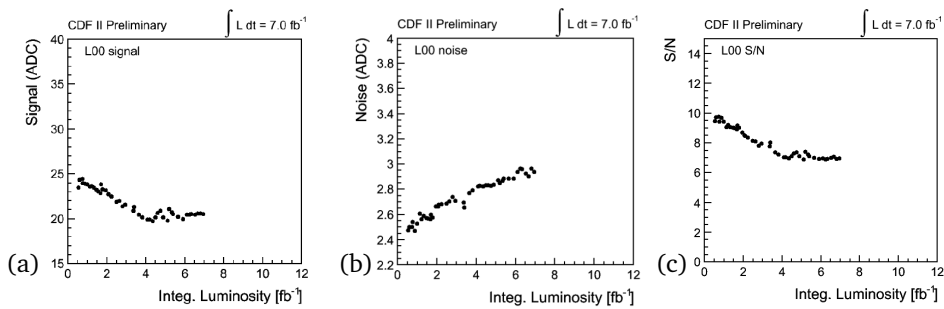 CDF II Preliminary ∫ L dt = 7.0 fb⁻¹
L00 signal
Signal (ADC)
40
35
30
25
20
15
10
0 2 4 6 8 10 12
Integ. Luminosity [fb⁻¹]
(a)
CDF II Preliminary ∫ L dt = 7.0 fb⁻¹
L00 noise
Noise (ADC)
4
3.8
3.6
3.4
3.2
3
2.8
2.6
2.4
2.2
0 2 4 6 8 10 12
Integ. Luminosity [fb⁻¹]
(b)
CDF II Preliminary ∫ L dt = 7.0 fb⁻¹
L00 S/N
S/N
16
14
12
10
8
6
4
2
0
0 2 4 6 8 10 12
Integ. Luminosity [fb⁻¹]
(c)